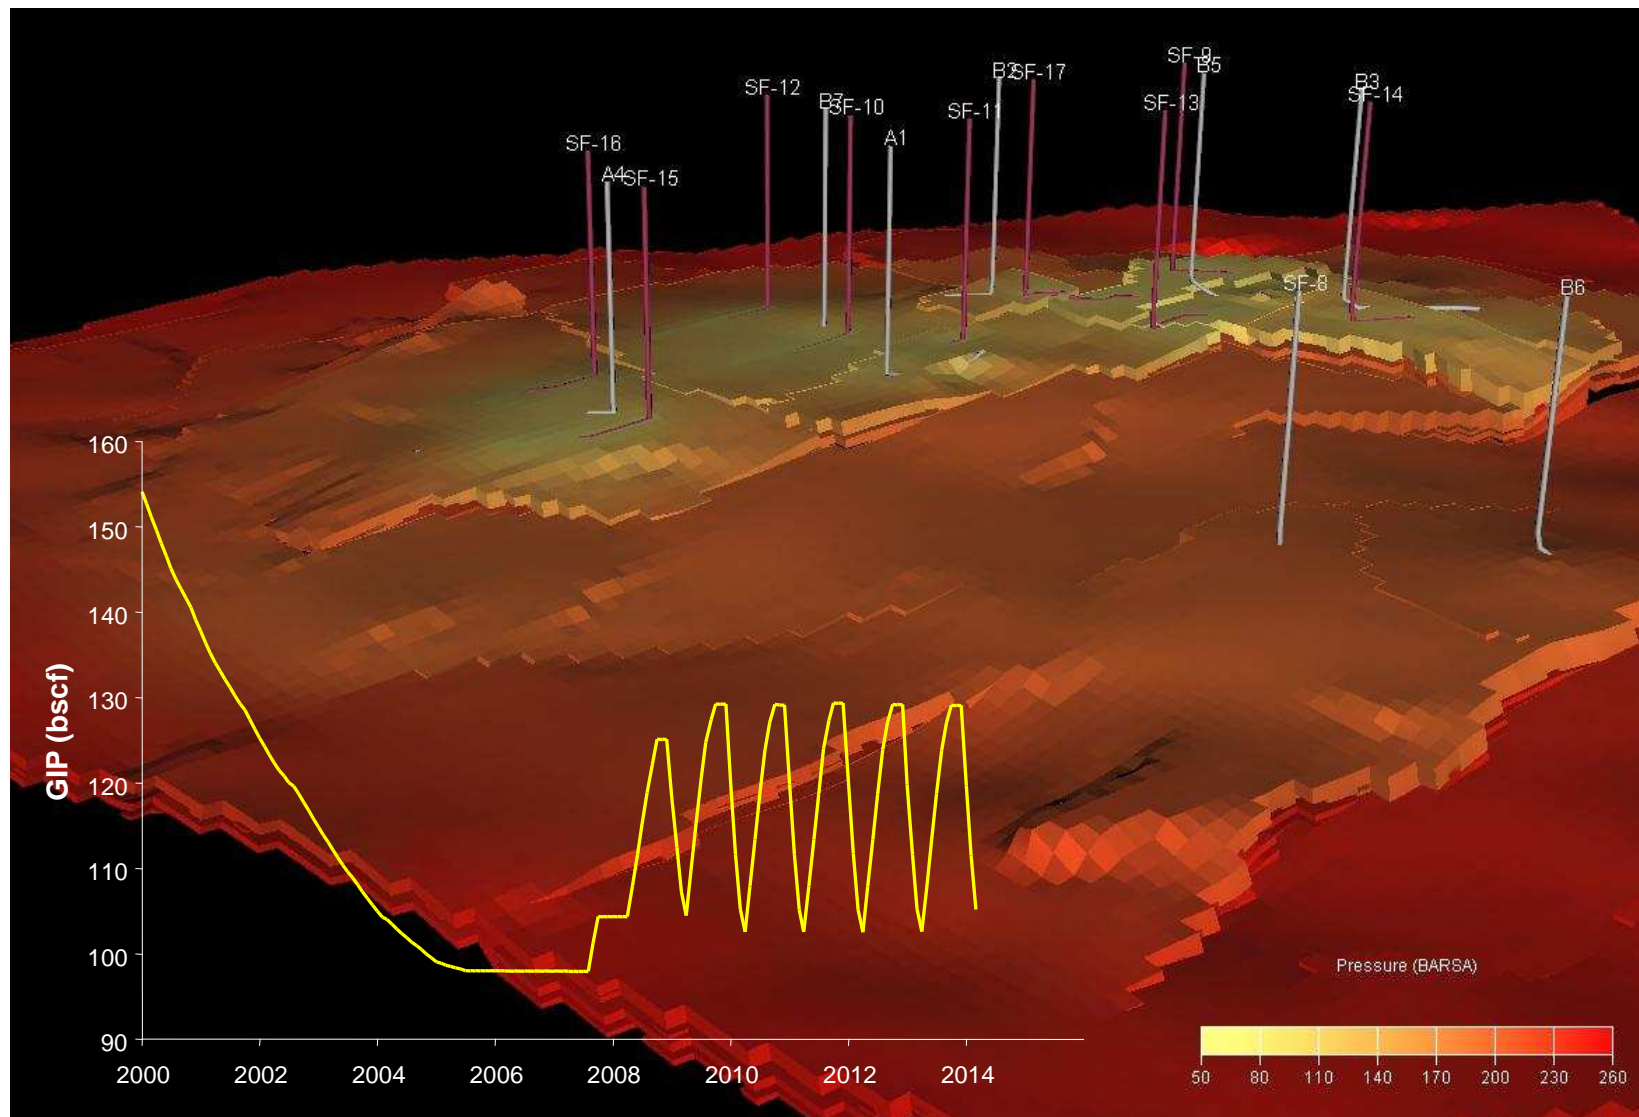 SF-9
B5
B2
SF-17
B3
SF-14
SF-12
B7
SF-10
SF-11
SF-13
SF-16
A1
A4
SF-15
SF-8
B6
160
150
140
130
120
110
100
90
GIP (bscf)
2000 2002 2004 2006 2008 2010 2012 2014
Pressure (BARSA)
50 80 110 140 170 200 230 260